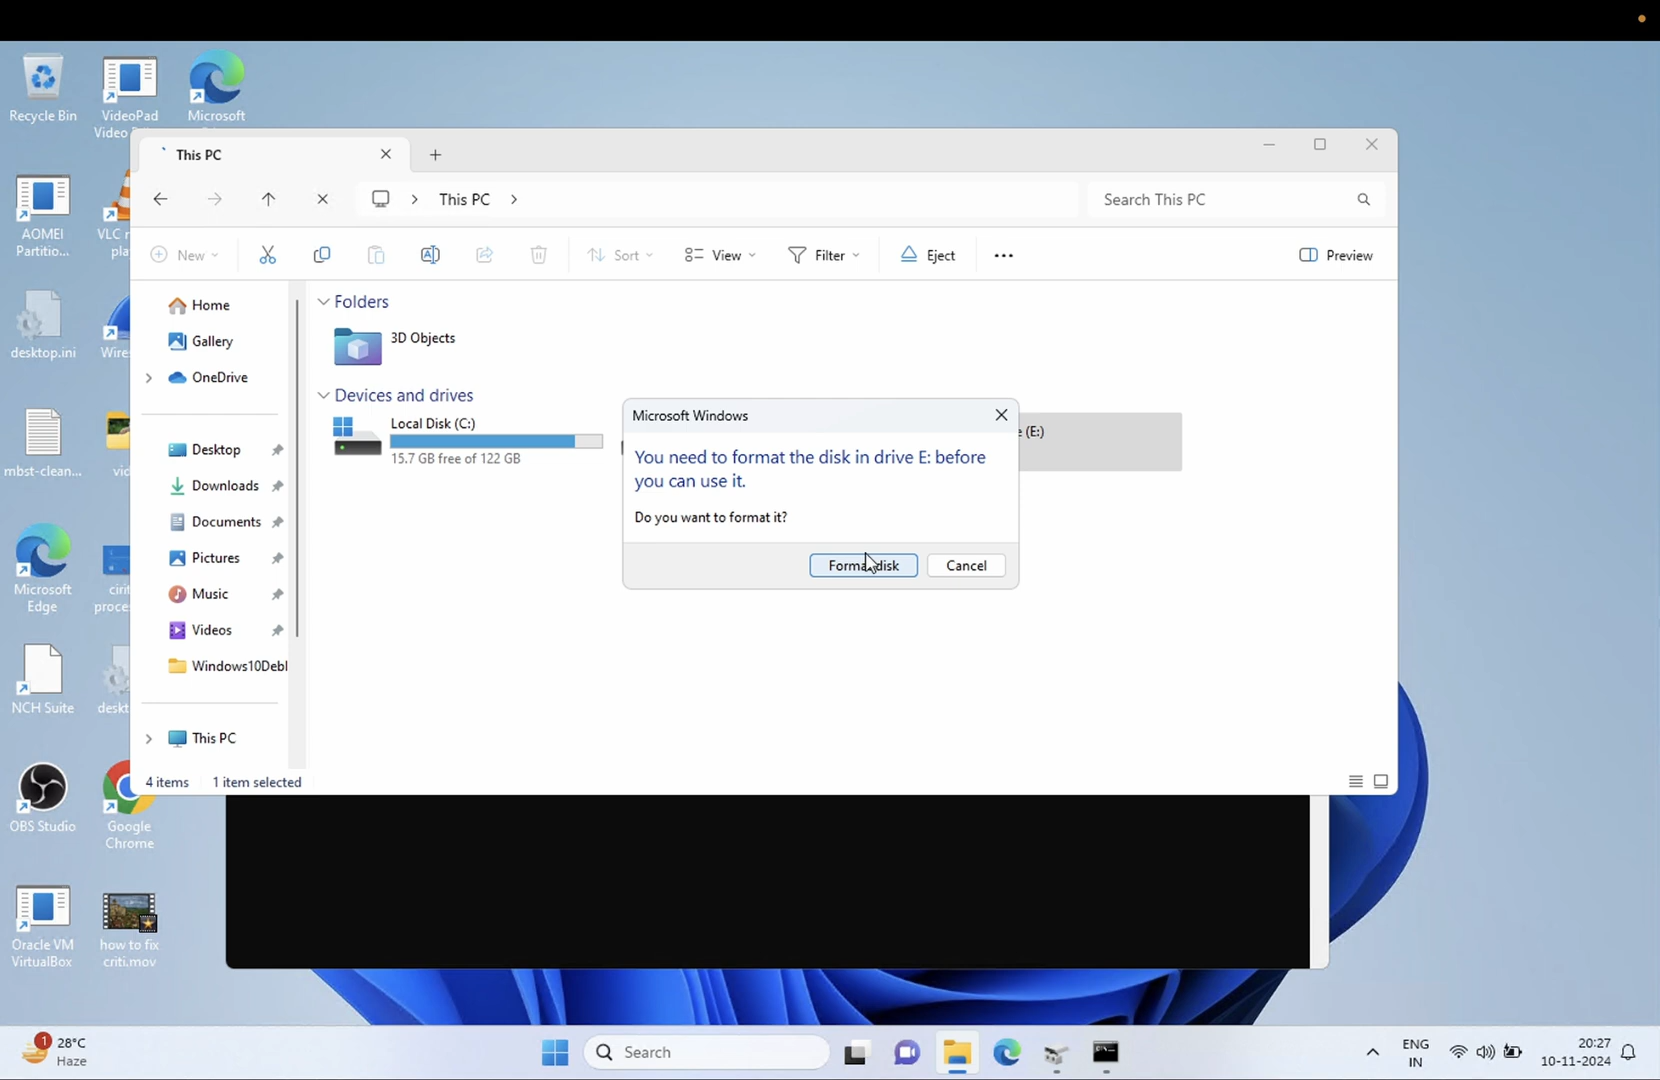 Recycle Bin
VideoPad
Video
Microsoft
AOMEI
Partitio...
VLC
desktop.ini
Wires
mbst-clean...
Microsoft
Edge
NCH Suite
OBS Studio
Google
Chrome
Oracle VM
VirtualBox
how to fix
criti.mov
This PC
This PC
Search This PC
New
Sort
View
Filter
Eject
Preview
Home
Gallery
OneDrive
Desktop
Downloads
Documents
Pictures
Music
Videos
Windows10Debl
This PC
Folders
3D Objects
Devices and drives
Local Disk (C:)
15.7 GB free of 122 GB
(E:)
Microsoft Windows
You need to format the disk in drive E: before
you can use it.
Do you want to format it?
Format disk
Cancel
4 items
1 item selected
1
28°C
Haze
Search
ENG
IN
20:27
10-11-2024